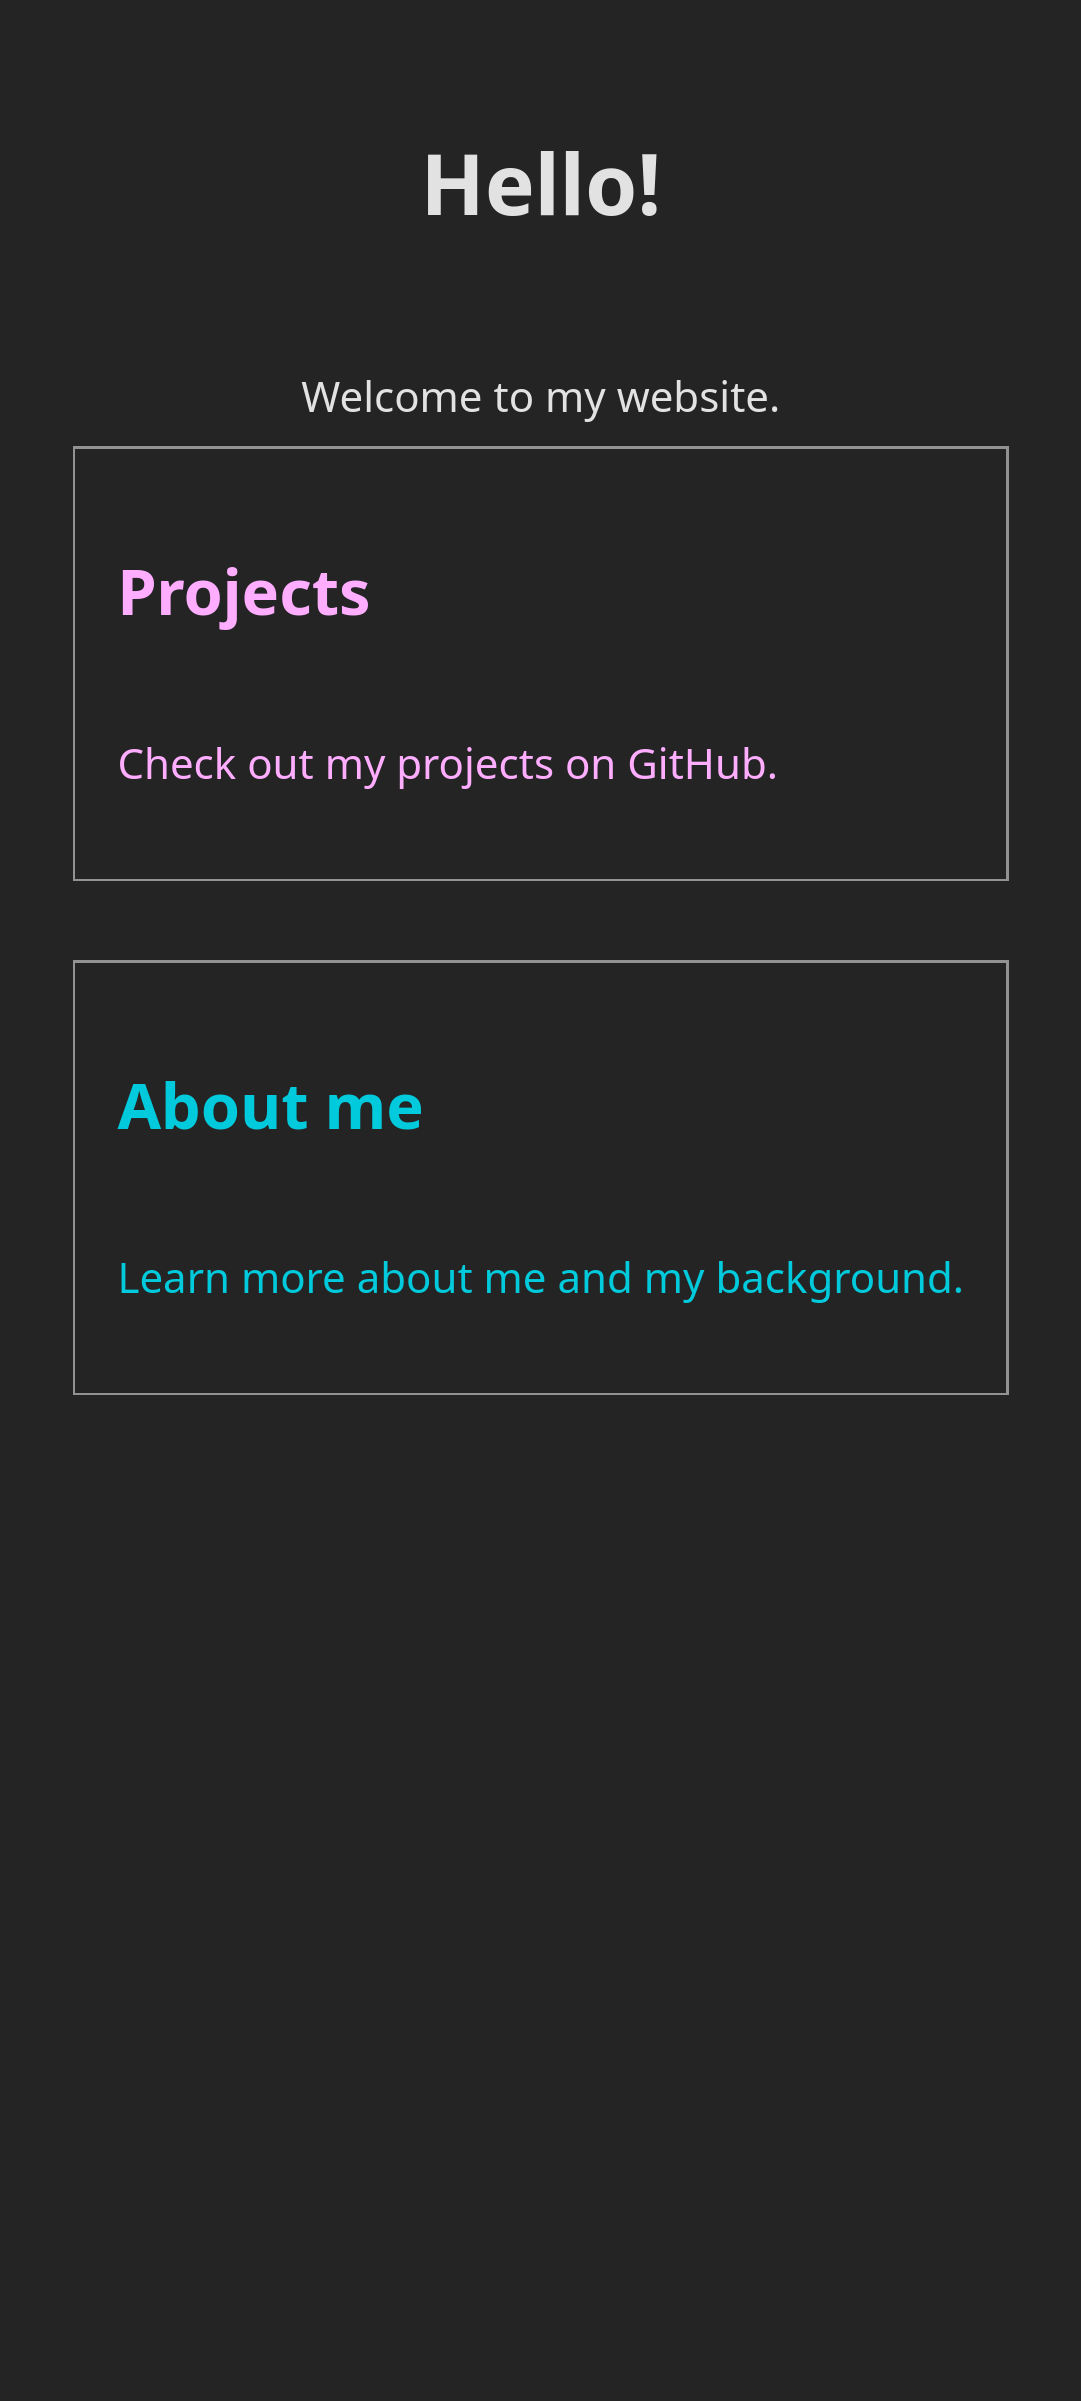 Hello!
Welcome to my website.
Projects
Check out my projects on GitHub.
About me
Learn more about me and my background.